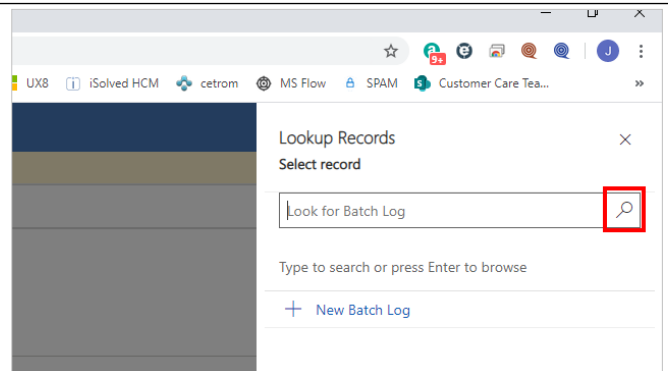 9+
J
UX8 iSolved HCM cetrom MS Flow SPAM Customer Care Tea... »
Lookup Records
Select record
Look for Batch Log
Type to search or press Enter to browse
New Batch Log